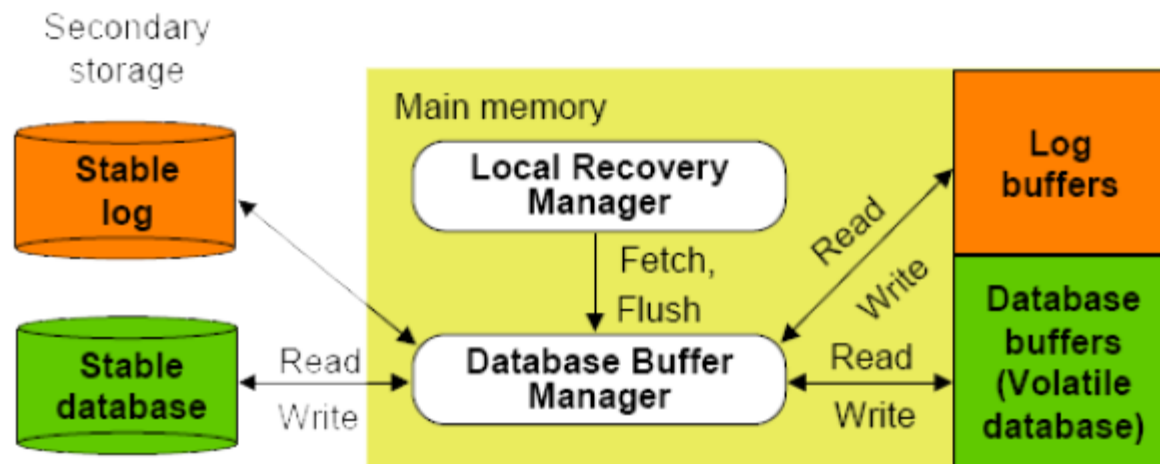 Secondary
storage
Stable
log
Stable
database
Read
Write
Main memory
Local Recovery
Manager
Fetch,
Flush
Database Buffer
Manager
Read
Write
Read
Write
Log
buffers
Database
buffers
(Volatile
database)